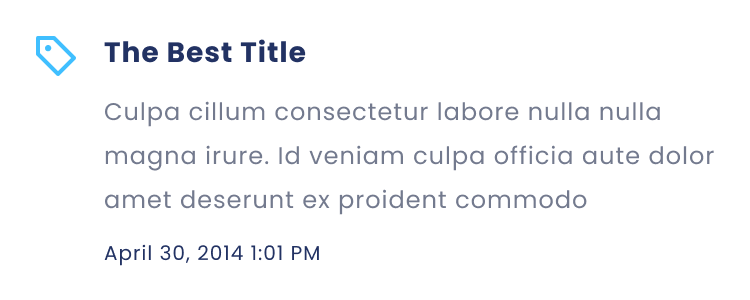 The Best Title
Culpa cillum consectetur labore nulla nulla
magna irure. Id veniam culpa officia aute dolor
amet deserunt ex proident commodo
April 30, 2014 1:01 PM